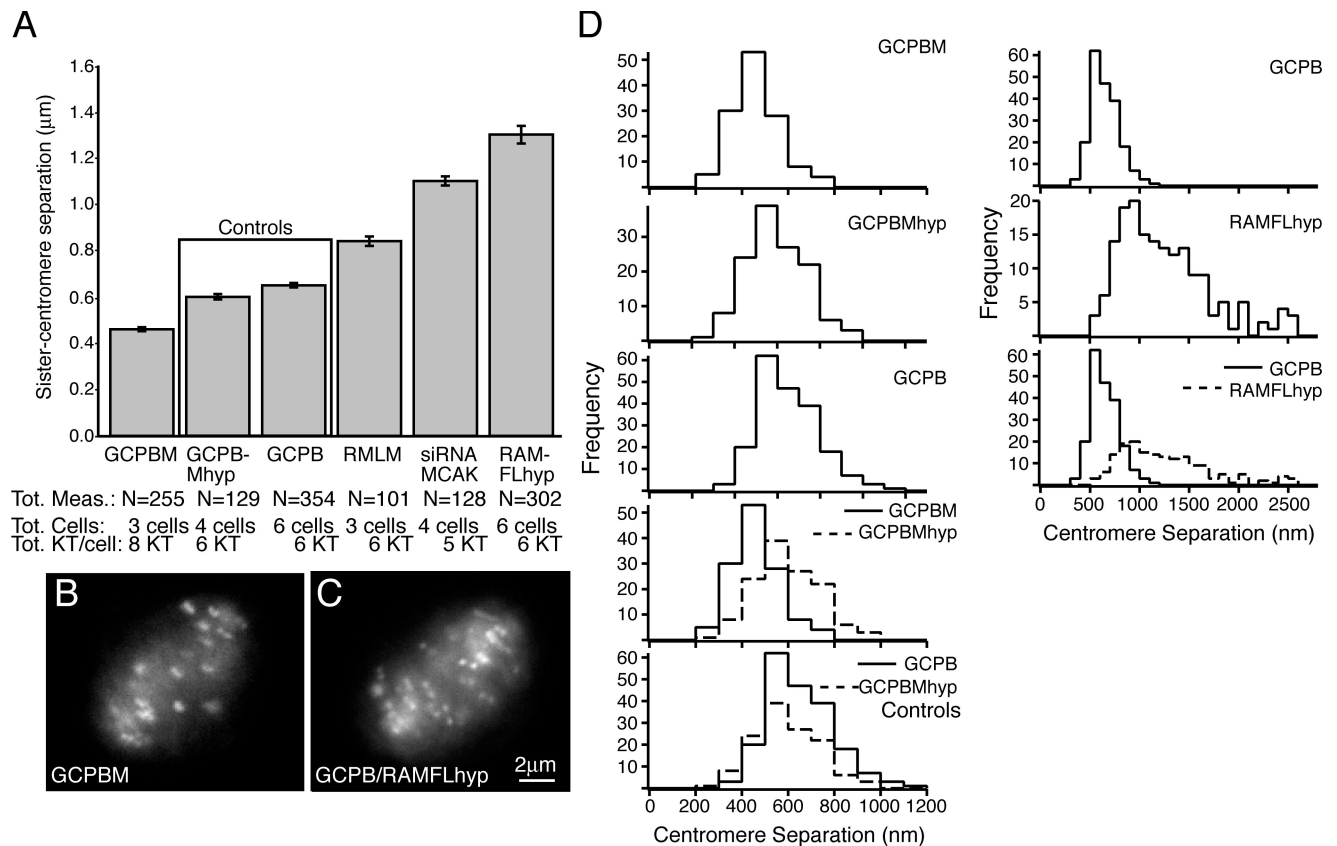 A
Sister-centromere separation (μm)
1.6
1.4
1.2
1.0
0.8
0.6
0.4
0.2
0.0
Controls
GCPBM GCPB-Mhyp GCPB RMLM siRNA MCAK RAM-FLhyp
Tot. Meas.: N=255 N=129 N=354 N=101 N=128 N=302
Tot. Cells: 3 cells 4 cells 6 cells 3 cells 4 cells 6 cells
Tot. KT/cell: 8 KT 6 KT 6 KT 6 KT 5 KT 6 KT
B
GCPBM
C
GCPB/RAMFLhyp
2μm
D
Frequency
GCPBM
50
40
30
20
10
GCPBMhyp
30
20
10
GCPB
60
50
40
30
20
10
GCPBM
GCPBMhyp
50
40
30
20
10
GCPB
GCPBMhyp
Controls
60
50
40
30
20
10
0 200 400 600 800 1000 1200
Centromere Separation (nm)
Frequency
GCPB
60
50
40
30
20
10
RAMFLhyp
20
15
10
5
GCPB
RAMFLhyp
60
50
40
30
20
10
0 500 1000 1500 2000 2500
Centromere Separation (nm)